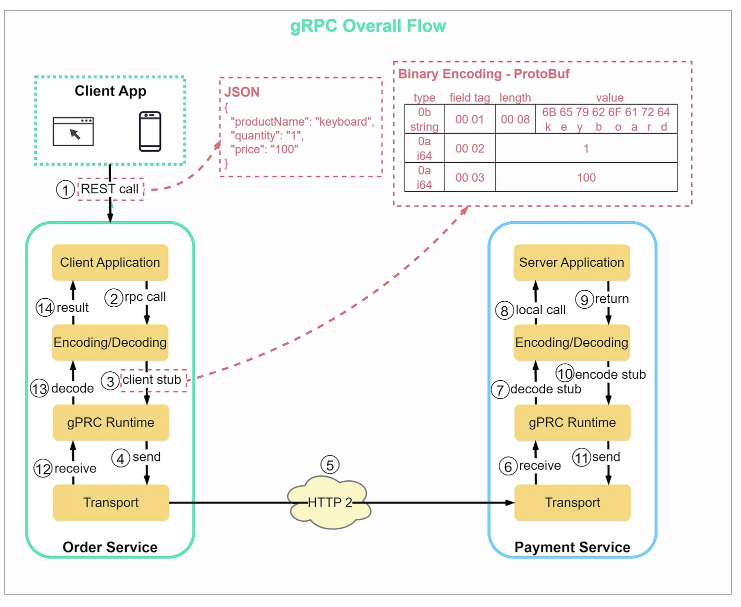 gRPC Overall Flow
Client App
JSON
{
"productName": "keyboard",
"quantity": "1",
"price": "100"
}
Binary Encoding - ProtoBuf
type field tag length value
0b string 00 01 00 08 6B 65 79 62 6F 61 72 64
k e y b o a r d
0a i64 00 02 1
0a i64 00 03 100
1 REST call
Client Application
14 result
2 rpc call
Encoding/Decoding
13 decode
3 client stub
gPRC Runtime
12 receive
4 send
Transport
Order Service
5
HTTP 2
Server Application
8 local call
9 return
Encoding/Decoding
7 decode stub
10 encode stub
gPRC Runtime
6 receive
11 send
Transport
Payment Service